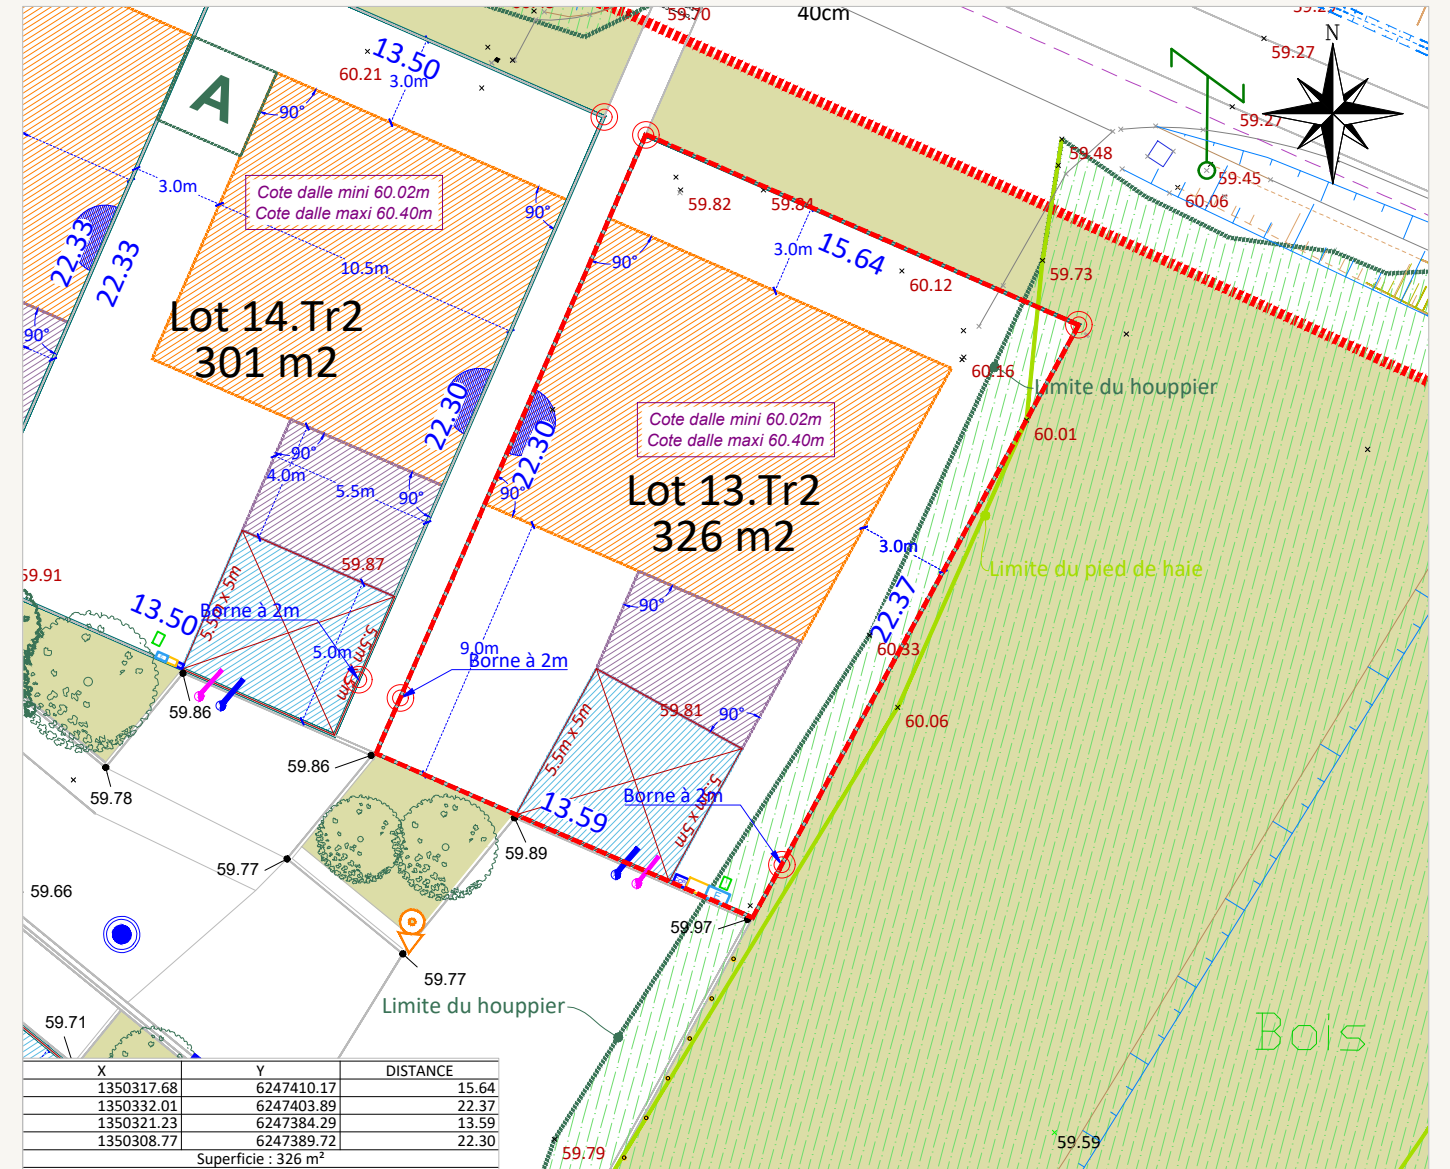 59.70
40cm
59.27
N
13.50
60.21
3.0m
A
90°
59.27
59.48
59.45
60.06
3.0m
Cote dalle mini 60.02m
Cote dalle maxi 60.40m
90°
59.82
59.84
22.33
22.33
10.5m
90°
3.0m
15.64
59.73
60.12
Lot 14.Tr2
301 m2
90°
60.16
Limite du houppier
22.30
Cote dalle mini 60.02m
Cote dalle maxi 60.40m
60.01
22.30
90°
4.0m
5.5m
90°
90°
Lot 13.Tr2
326 m2
3.0m
59.91
59.87
Limite du pied de haie
13.50
Borne à 2m
5.5m x 5m
5.0m
5.5m x 5m
90°
22.37
9.0m
Borne à 2m
60.33
59.86
59.81
90°
60.06
59.86
5.5m x 5m
59.78
13.59
Borne à 2m
5.5m x 5m
59.77
59.89
59.66
59.97
59.77
Limite du houppier
59.71
Bois
X Y DISTANCE
1350317.68 6247410.17 15.64
1350332.01 6247403.89 22.37
1350321.23 6247384.29 13.59
1350308.77 6247389.72 22.30
Superficie : 326 m²
59.79
59.59